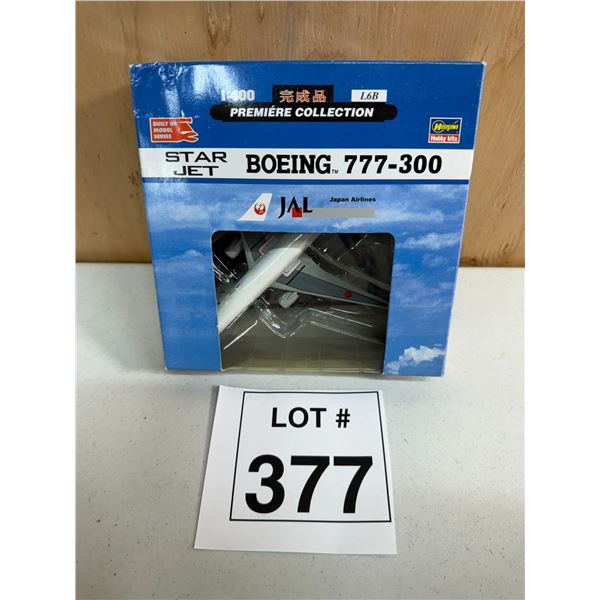 1:400 完成品 L6B
PREMIÉRE COLLECTION
BUILT UP
MODEL
SERIES
Hasegawa
Hobby kits
STAR
JET
BOEING™ 777-300
JAL Japan Airlines
LOT #
377